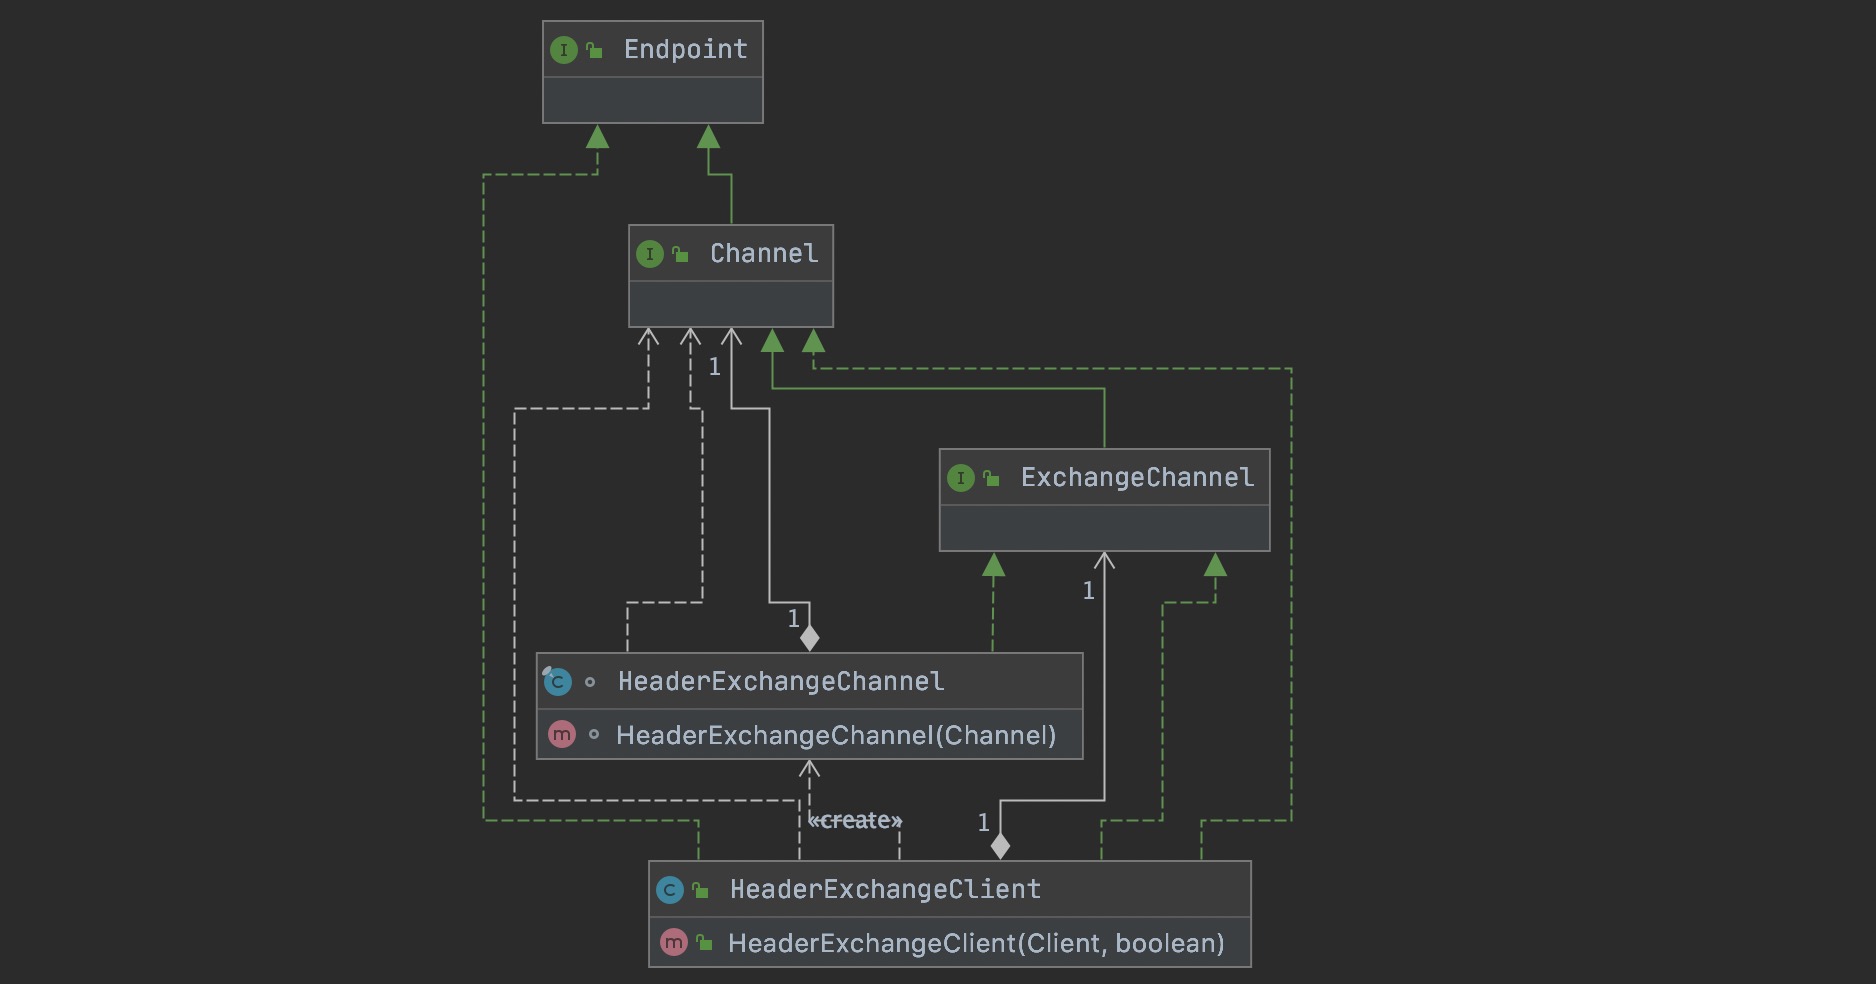 I Endpoint
I Channel
1
I ExchangeChannel
1
1
C HeaderExchangeChannel
m HeaderExchangeChannel(Channel)
«create»
1
C HeaderExchangeClient
m HeaderExchangeClient(Client, boolean)